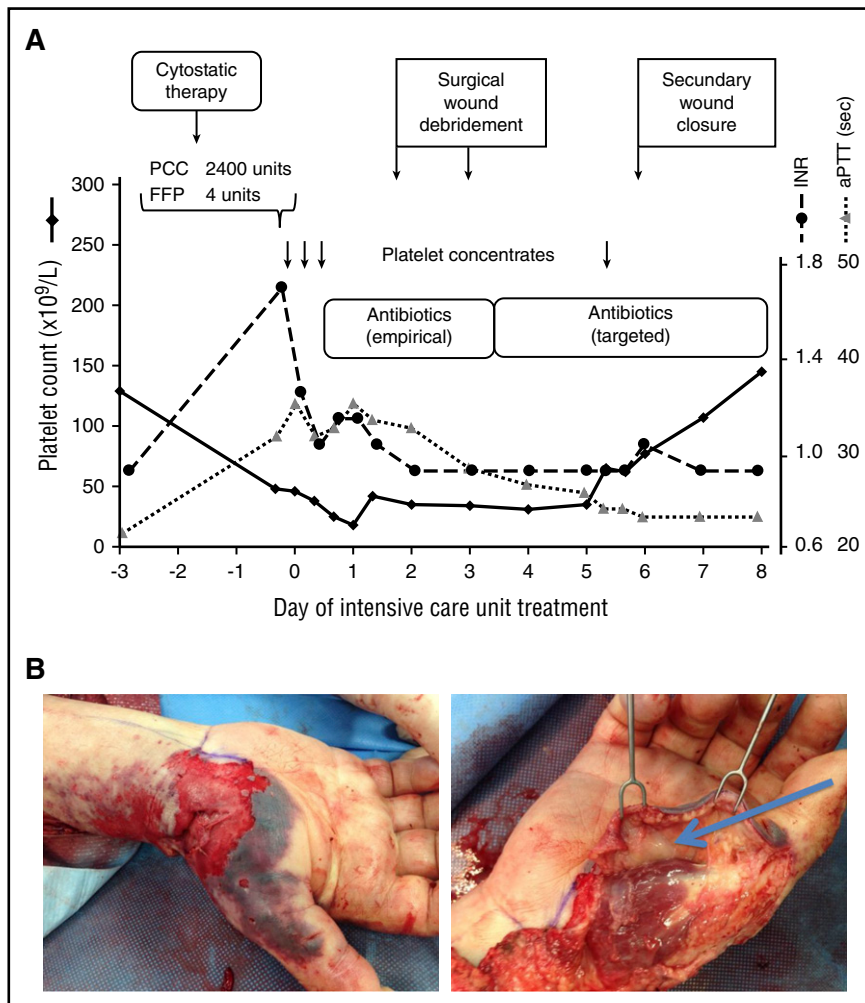 A
Cytostatic
therapy
Surgical
wound
debridement
Secundary
wound
closure
PCC 2400 units
FFP 4 units
Platelet concentrates
Antibiotics
(empirical)
Antibiotics
(targeted)
Platelet count (x10⁹/L)
300
250
200
150
100
50
0
INR
1.8
1.4
1.0
0.6
aPTT (sec)
50
40
30
20
-3 -2 -1 0 1 2 3 4 5 6 7 8
Day of intensive care unit treatment
B